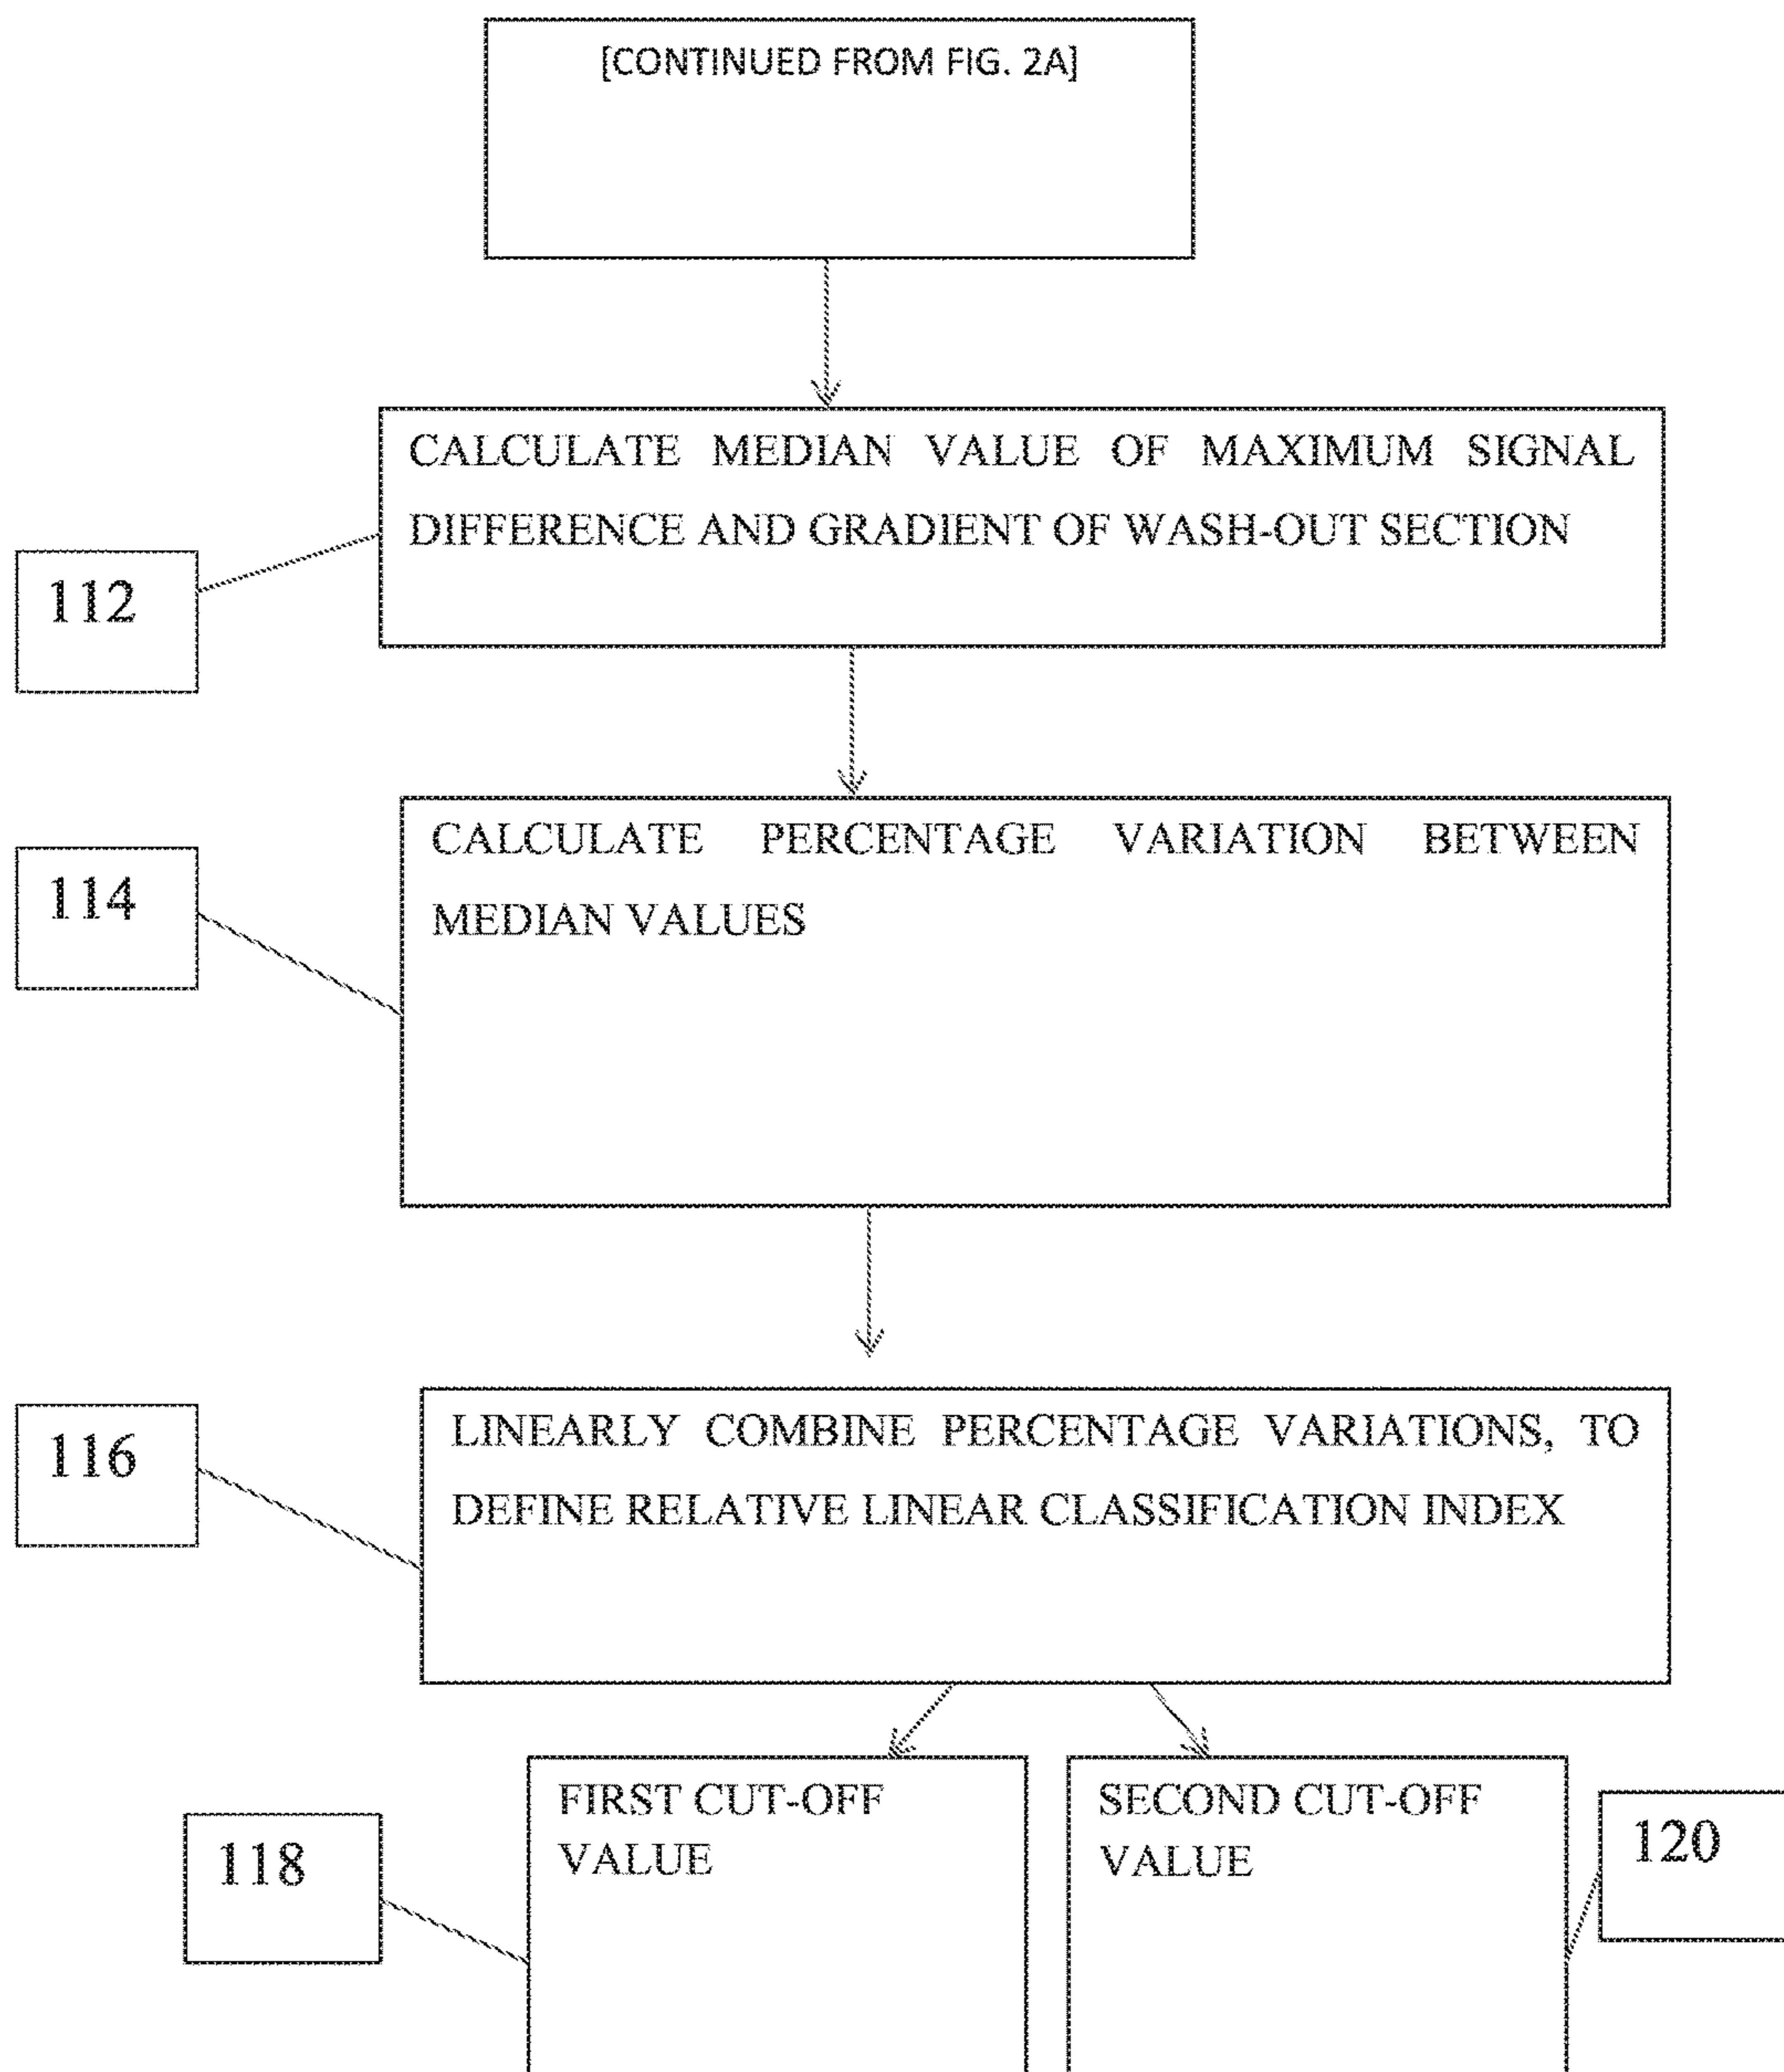 [CONTINUED FROM FIG. 2A]
CALCULATE MEDIAN VALUE OF MAXIMUM SIGNAL
DIFFERENCE AND GRADIENT OF WASH-OUT SECTION
112
CALCULATE PERCENTAGE VARIATION BETWEEN
MEDIAN VALUES
114
LINEARLY COMBINE PERCENTAGE VARIATIONS, TO
DEFINE RELATIVE LINEAR CLASSIFICATION INDEX
116
FIRST CUT-OFF
VALUE
118
SECOND CUT-OFF
VALUE
120